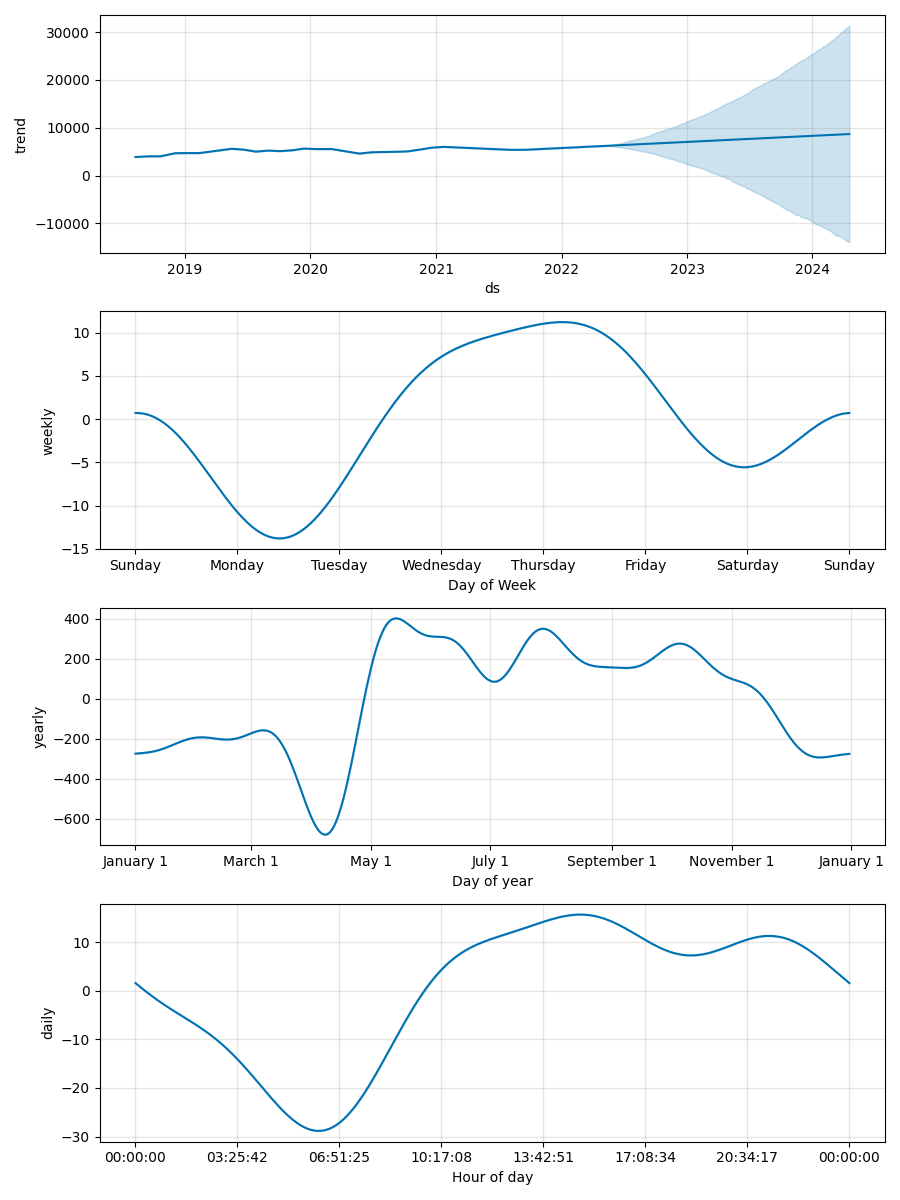 30000
20000
10000
0
−10000
trend
2019 2020 2021 2022 2023 2024
ds
10
5
0
−5
−10
−15
weekly
Sunday Monday Tuesday Wednesday Thursday Friday Saturday Sunday
Day of Week
400
200
0
−200
−400
−600
yearly
January 1 March 1 May 1 July 1 September 1 November 1 January 1
Day of year
10
0
−10
−20
−30
daily
00:00:00 03:25:42 06:51:25 10:17:08 13:42:51 17:08:34 20:34:17 00:00:00
Hour of day